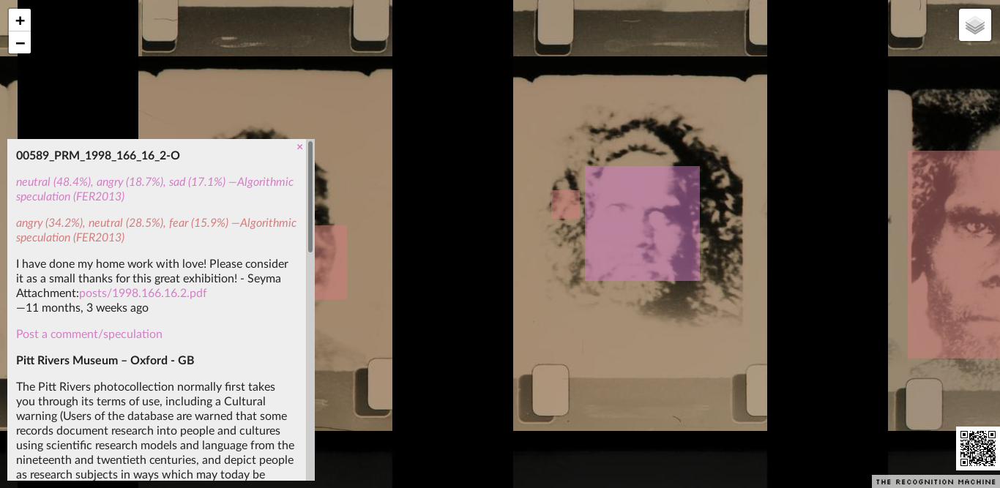 +
−
×
00589_PRM_1998_166_16_2-O
neutral (48.4%), angry (18.7%), sad (17.1%) —Algorithmic
speculation (FER2013)
angry (34.2%), neutral (28.5%), fear (15.9%) —Algorithmic
speculation (FER2013)
I have done my home work with love! Please consider
it as a small thanks for this great exhibition! - Seyma
Attachment:posts/1998.166.16.2.pdf
—11 months, 3 weeks ago
Post a comment/speculation
Pitt Rivers Museum – Oxford - GB
The Pitt Rivers photocollection normally first takes
you through its terms of use, including a Cultural
warning (Users of the database are warned that some
records document research into people and cultures
using scientific research models and language from the
nineteenth and twentieth centuries, and depict people
as research subjects in ways which may today be
THE RECOGNITION MACHINE